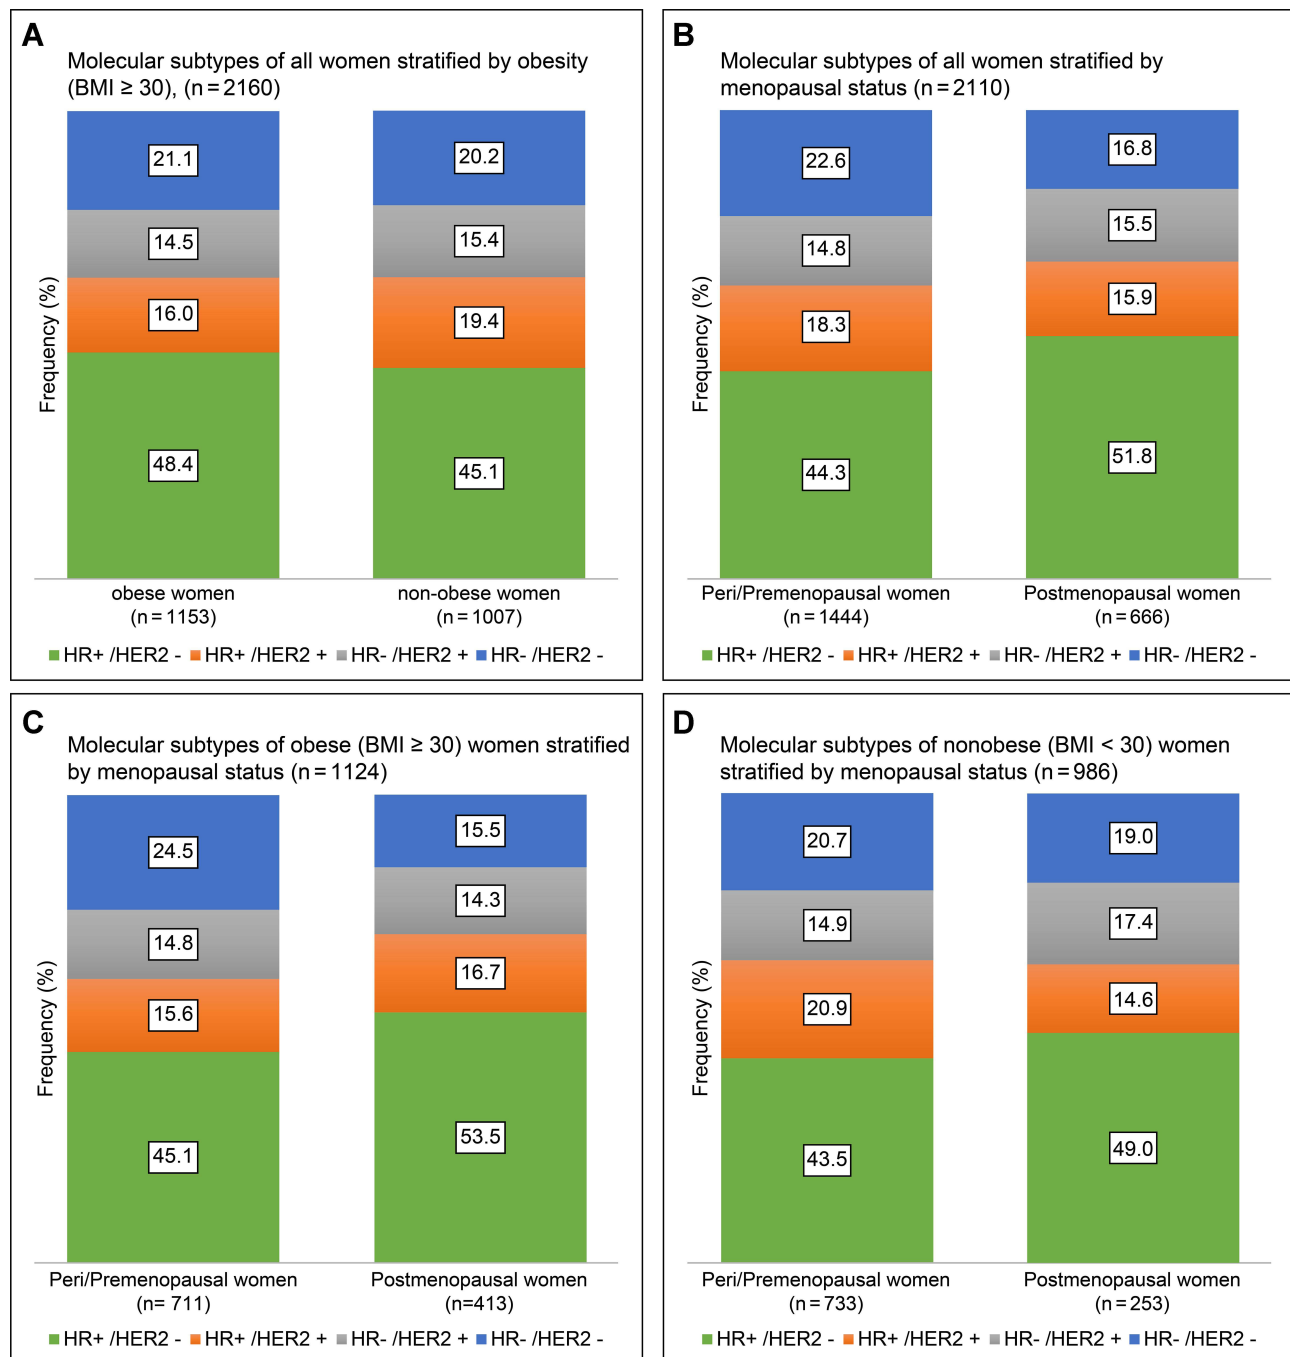 A
Molecular subtypes of all women stratified by obesity
(BMI ≥ 30), (n = 2160)
Frequency (%)
21.1
20.2
14.5
15.4
16.0
19.4
48.4
45.1
obese women
(n = 1153)
non-obese women
(n = 1007)
HR+ /HER2 - HR+ /HER2 + HR- /HER2 + HR- /HER2 -
B
Molecular subtypes of all women stratified by
menopausal status (n = 2110)
Frequency (%)
22.6
16.8
14.8
15.5
18.3
15.9
44.3
51.8
Peri/Premenopausal women
(n = 1444)
Postmenopausal women
(n = 666)
HR+ /HER2 - HR+ /HER2 + HR- /HER2 + HR- /HER2 -
C
Molecular subtypes of obese (BMI ≥ 30) women stratified
by menopausal status (n = 1124)
Frequency (%)
24.5
15.5
14.8
14.3
15.6
16.7
45.1
53.5
Peri/Premenopausal women
(n= 711)
Postmenopausal women
(n=413)
HR+ /HER2 - HR+ /HER2 + HR- /HER2 + HR- /HER2 -
D
Molecular subtypes of nonobese (BMI < 30) women
stratified by menopausal status (n = 986)
Frequency (%)
20.7
19.0
14.9
17.4
20.9
14.6
43.5
49.0
Peri/Premenopausal women
(n = 733)
Postmenopausal women
(n = 253)
HR+ /HER2 - HR+ /HER2 + HR- /HER2 + HR- /HER2 -